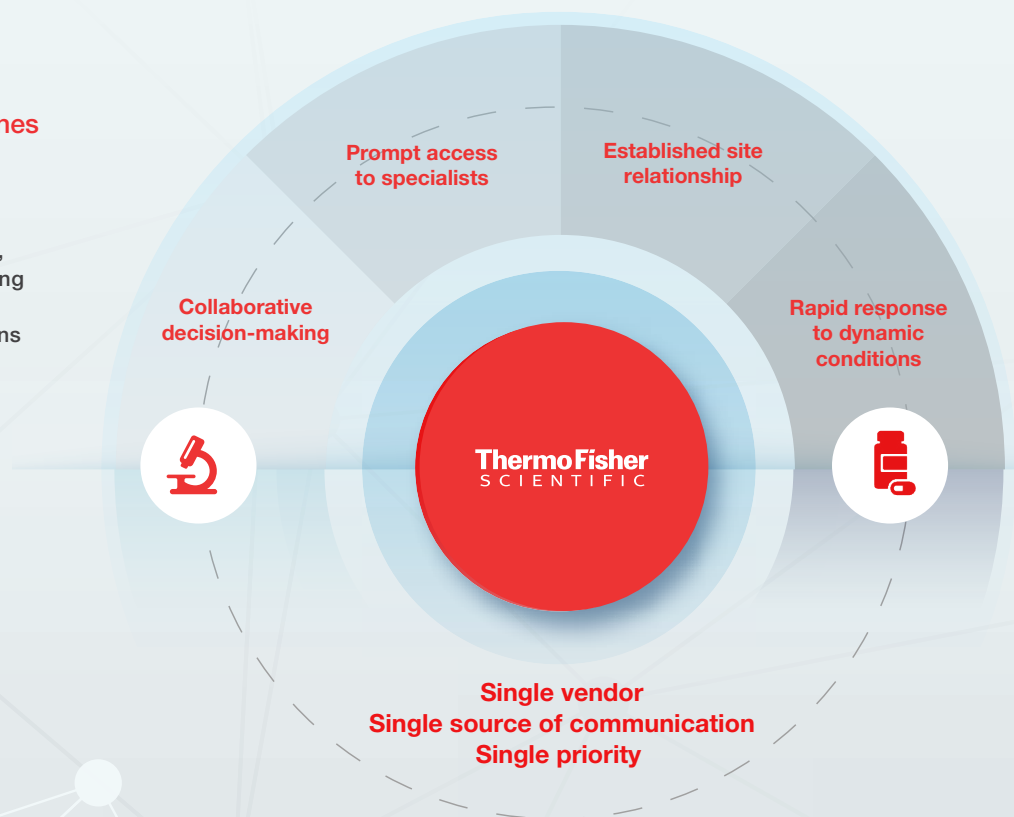 Prompt access
to specialists
Established site
relationship
Collaborative
decision-making
Rapid response
to dynamic
conditions
ThermoFisher
SCIENTIFIC
Single vendor
Single source of communication
Single priority